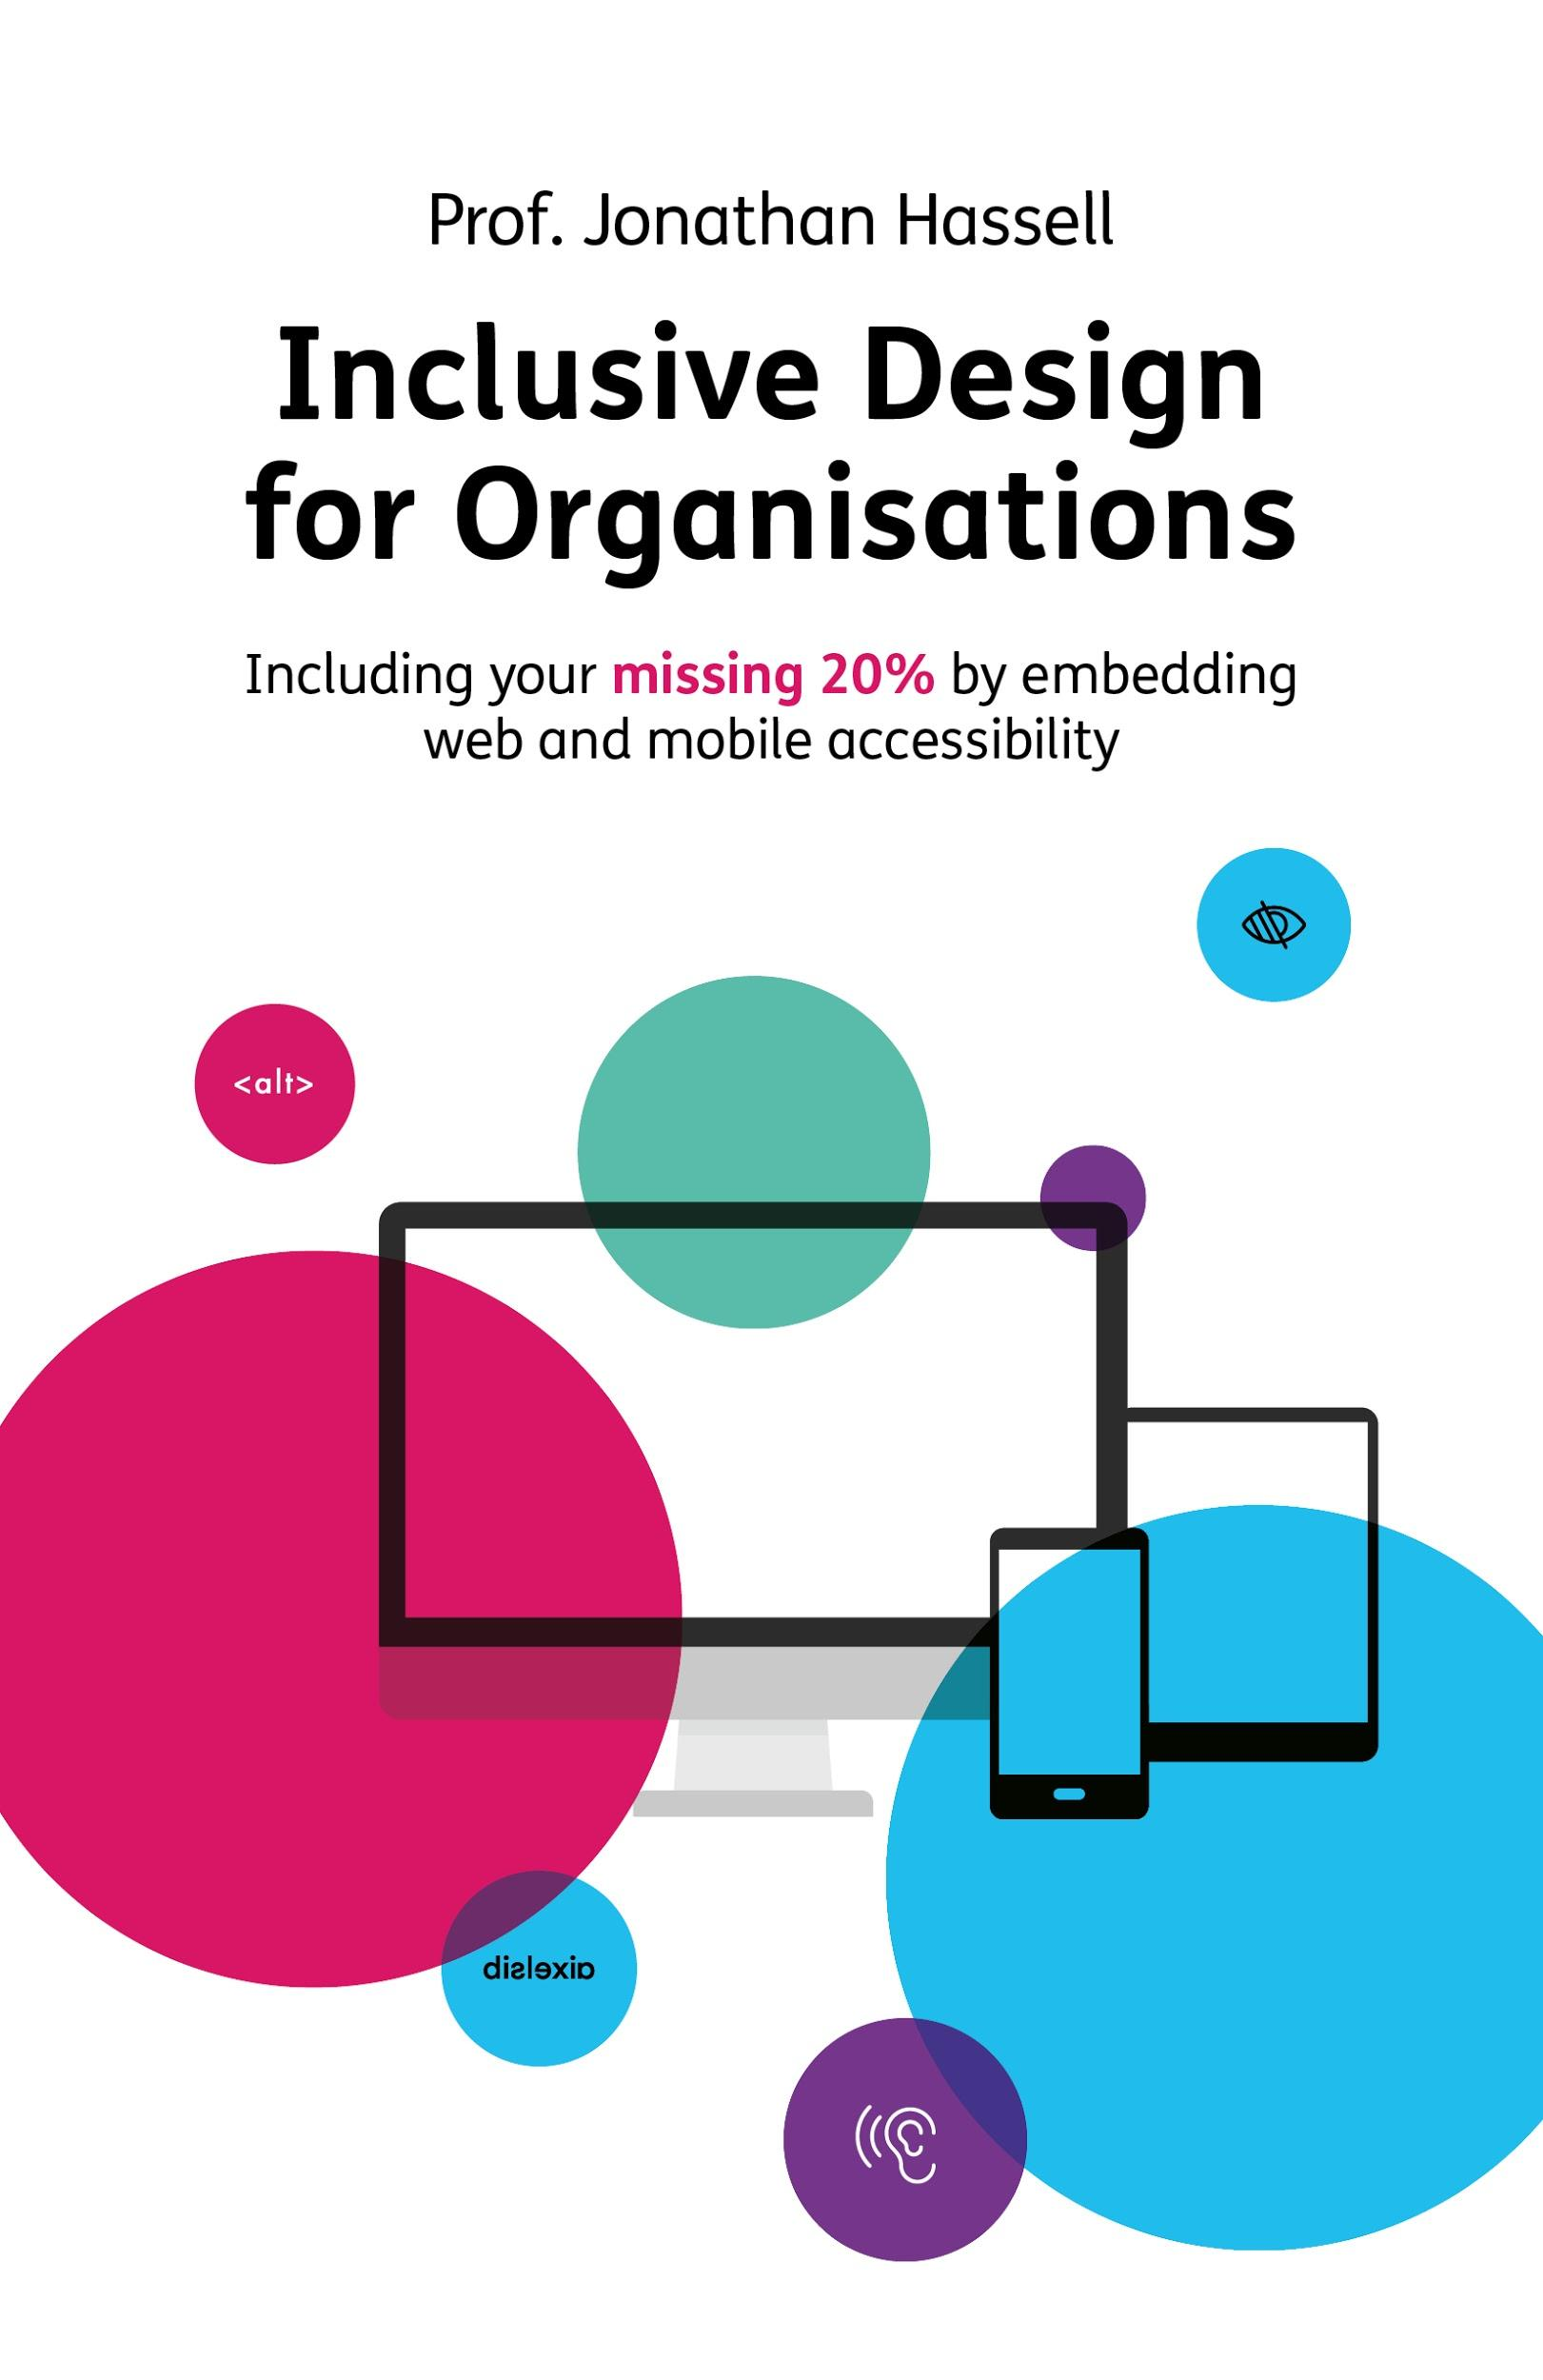 Prof. Jonathan Hassell
Inclusive Design
for Organisations
Including your missing 20% by embedding
web and mobile accessibility
<alt>
dislexia